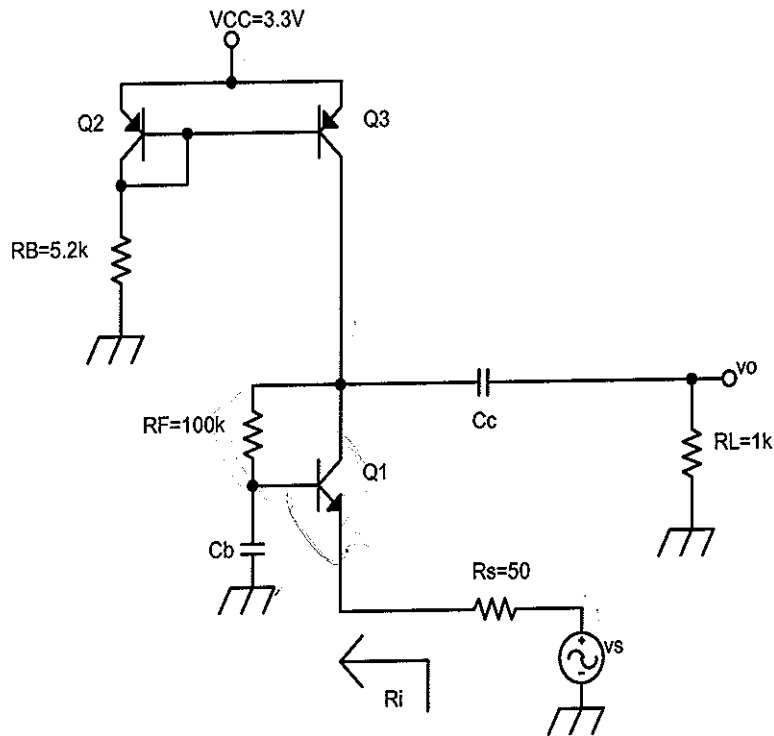 VCC=3.3V
Q2
Q3
RB=5.2k
vo
Cc
RF=100k
RL=1k
Q1
Cb
Rs=50
+
vs
-
Ri